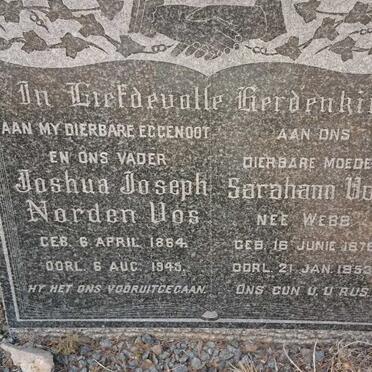 In Liefdevolle Herdenki
AAN MY DIERBARE EGGENOOT
EN ONS VADER
Joshua Joseph
Norden Vos
GEB. 6 APRIL 1864.
OORL. 6 AUG. 1945.
HY HET ONS VOORUITGEGAAN.
AAN ONS
DIERBARE MOEDE
Sarahann Vo
NEE WEBB
GEB. 16 JUNIE 187
OORL. 21 JAN. 1953
ONS GUN U, U RUS.